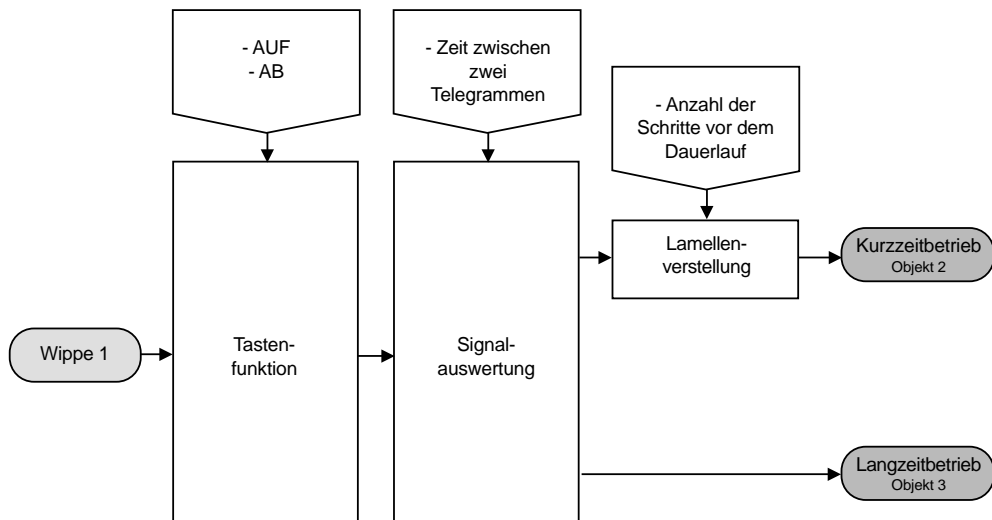 - AUF
- AB
- Zeit zwischen
zwei
Telegrammen
- Anzahl der
Schritte vor dem
Dauerlauf
Lamellen-
verstellung
Kurzzeitbetrieb
Objekt 2
Wippe 1
Tasten-
funktion
Signal-
auswertung
Langzeitbetrieb
Objekt 3